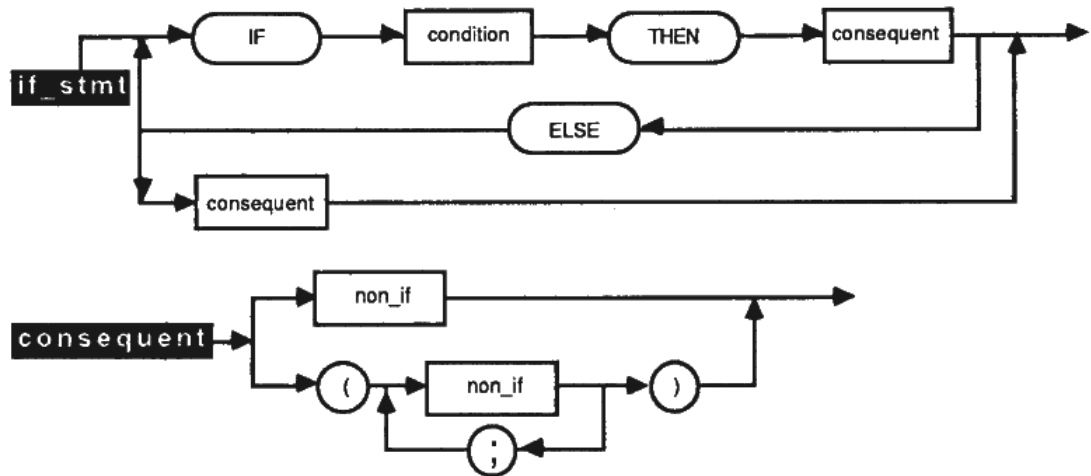 IF condition THEN consequent
if_stmt
ELSE
consequent
non_if
consequent
( non_if )
;